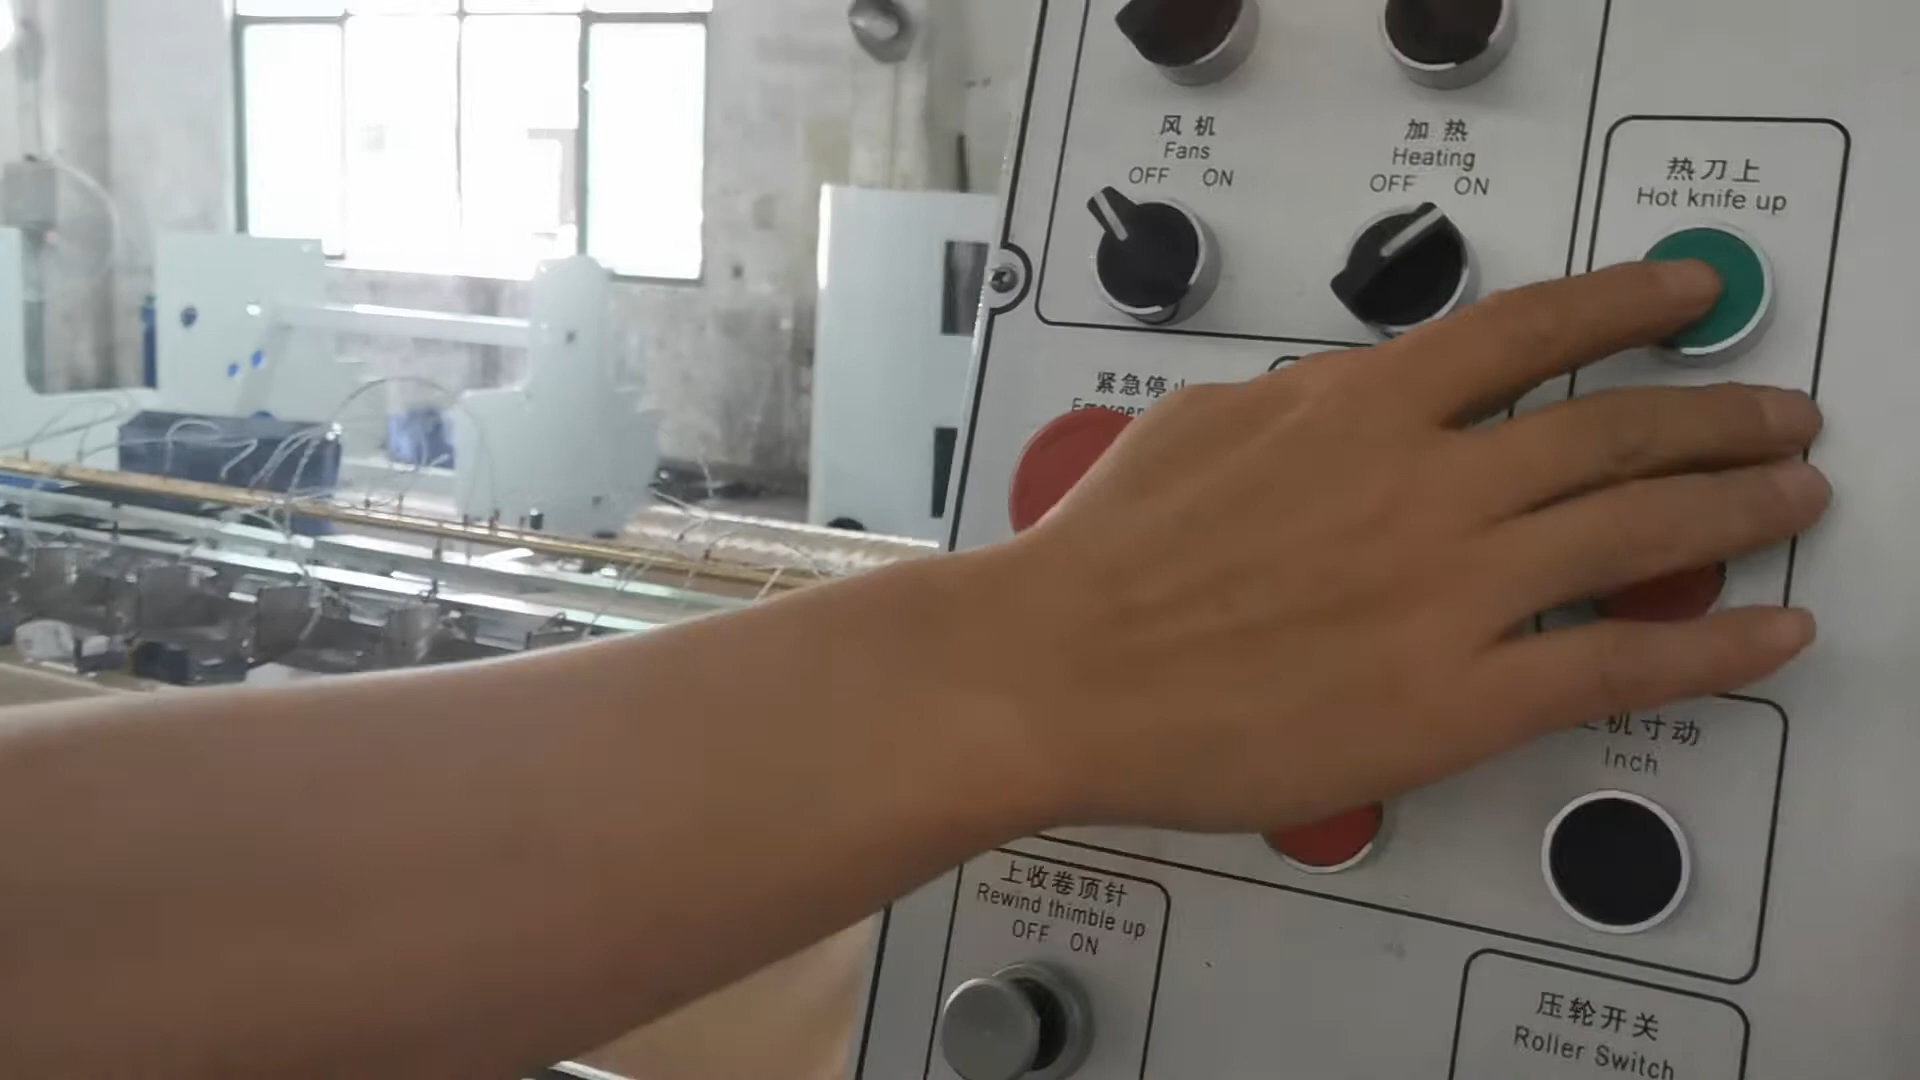 风机
Fans
OFF ON
加热
Heating
OFF ON
热刀上
Hot knife up
紧急停
机寸动
Inch
上收卷顶针
Rewind thimble up
OFF ON
压轮开关
Roller Switch